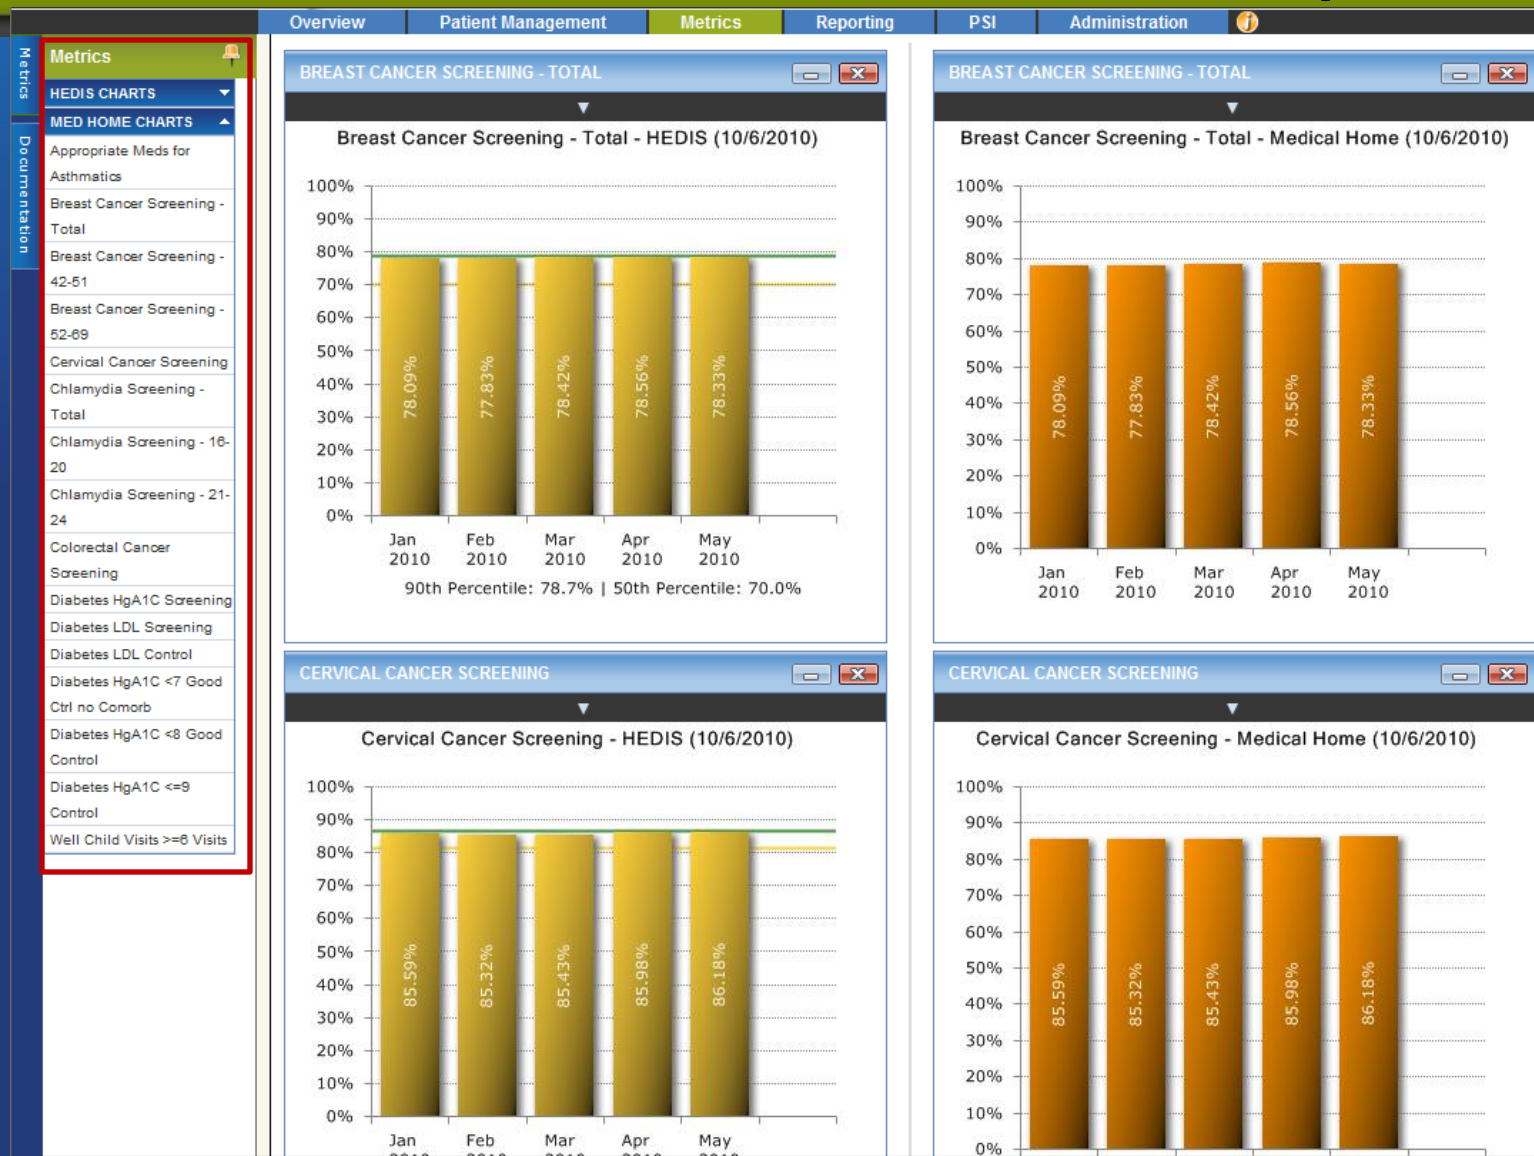 Overview Patient Management Metrics Reporting PSI Administration
Metrics
Documentation
Metrics
HEDIS CHARTS
MED HOME CHARTS
Appropriate Meds for
Asthmatics
Breast Cancer Screening -
Total
Breast Cancer Screening -
42-51
Breast Cancer Screening -
52-69
Cervical Cancer Screening
Chlamydia Screening -
Total
Chlamydia Screening - 16-
20
Chlamydia Screening - 21-
24
Colorectal Cancer
Screening
Diabetes HgA1C Screening
Diabetes LDL Screening
Diabetes LDL Control
Diabetes HgA1C <7 Good
Ctrl no Comorb
Diabetes HgA1C <8 Good
Control
Diabetes HgA1C <=9
Control
Well Child Visits >=6 Visits
BREAST CANCER SCREENING - TOTAL
Breast Cancer Screening - Total - HEDIS (10/6/2010)
100%
90%
80%
70%
60%
50%
40%
30%
20%
10%
0%
78.09% 77.83% 78.42% 78.56% 78.33%
Jan Feb Mar Apr May
2010 2010 2010 2010 2010
90th Percentile: 78.7% | 50th Percentile: 70.0%
BREAST CANCER SCREENING - TOTAL
Breast Cancer Screening - Total - Medical Home (10/6/2010)
100%
90%
80%
70%
60%
50%
40%
30%
20%
10%
0%
78.09% 77.83% 78.42% 78.56% 78.33%
Jan Feb Mar Apr May
2010 2010 2010 2010 2010
CERVICAL CANCER SCREENING
Cervical Cancer Screening - HEDIS (10/6/2010)
100%
90%
80%
70%
60%
50%
40%
30%
20%
10%
0%
85.59% 85.32% 85.43% 85.98% 86.18%
Jan Feb Mar Apr May
2010 2010 2010 2010 2010
CERVICAL CANCER SCREENING
Cervical Cancer Screening - Medical Home (10/6/2010)
100%
90%
80%
70%
60%
50%
40%
30%
20%
10%
0%
85.59% 85.32% 85.43% 85.98% 86.18%